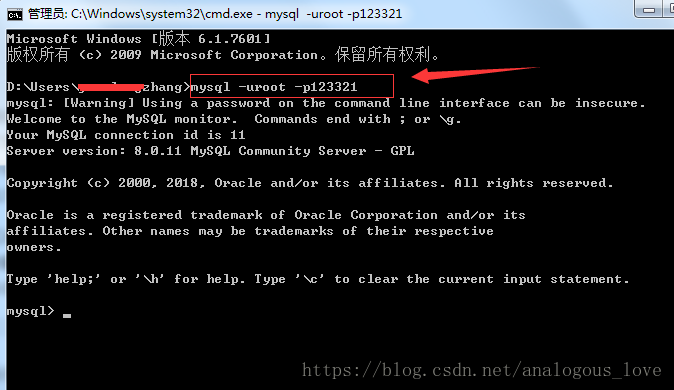 管理员: C:\Windows\system32\cmd.exe - mysql  -uroot -p123321
Microsoft Windows [版本 6.1.7601]
版权所有 (c) 2009 Microsoft Corporation。保留所有权利。
D:\Users\zhang>mysql -uroot -p123321
mysql: [Warning] Using a password on the command line interface can be insecure.
Welcome to the MySQL monitor.  Commands end with ; or \g.
Your MySQL connection id is 11
Server version: 8.0.11 MySQL Community Server - GPL
Copyright (c) 2000, 2018, Oracle and/or its affiliates. All rights reserved.
Oracle is a registered trademark of Oracle Corporation and/or its
affiliates. Other names may be trademarks of their respective
owners.
Type 'help;' or '\h' for help. Type '\c' to clear the current input statement.
mysql> _
https://blog.csdn.net/analogous_love